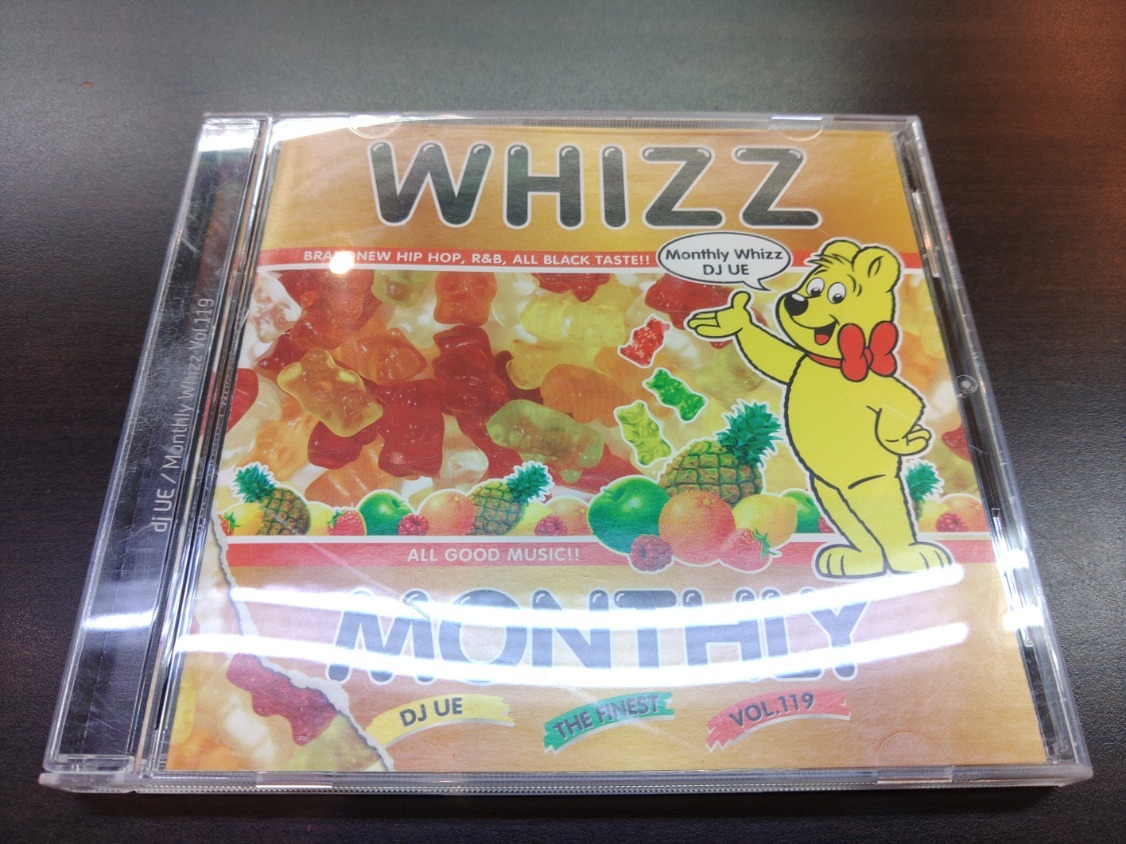 WHIZZ
BRAND NEW HIP HOP, R&B, ALL BLACK TASTE!!
Monthly Whizz
DJ UE
ALL GOOD MUSIC!!
MONTHLY
DJ UE
THE FINEST
VOL.119
dj UE / Monthly Whizz Vol.119